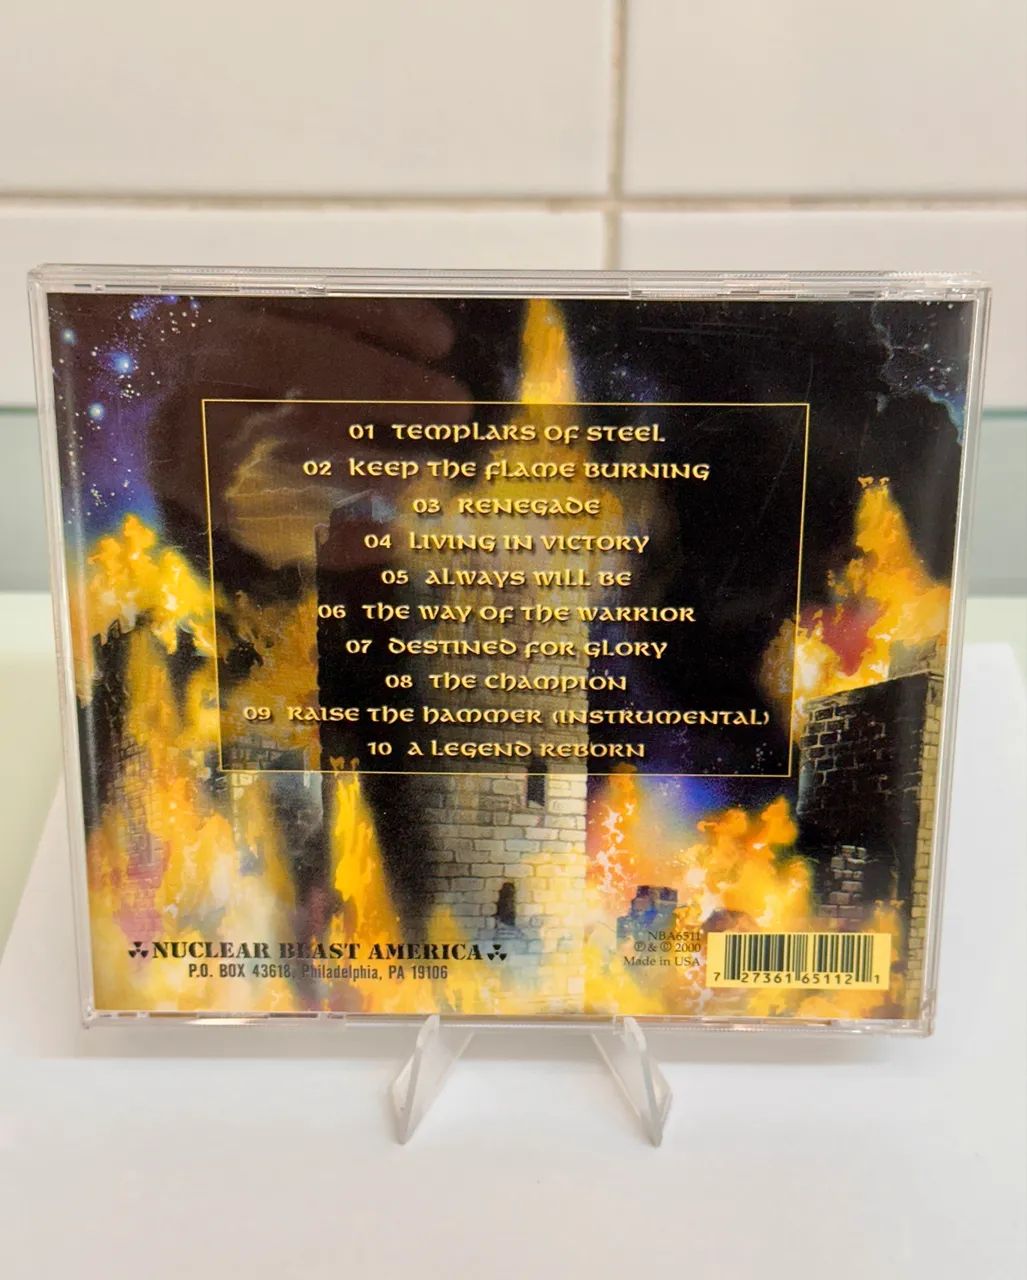 01 TEMPLARS OF STEEL
02 KEEP THE FLAME BURNING
03 RENEGADE
04 LIVING IN VICTORY
05 ALWAYS WILL BE
06 THE WAY OF THE WARRIOR
07 DESTINED FOR GLORY
08 THE CHAMPION
09 RAISE THE HAMMER (INSTRUMENTAL)
10 A LEGEND REBORN
NUCLEAR BLAST AMERICA
P.O. BOX 43618, Philadelphia, PA 19106
NBA6511
℗ & © 2000
Made in USA
7 27361 65112 1